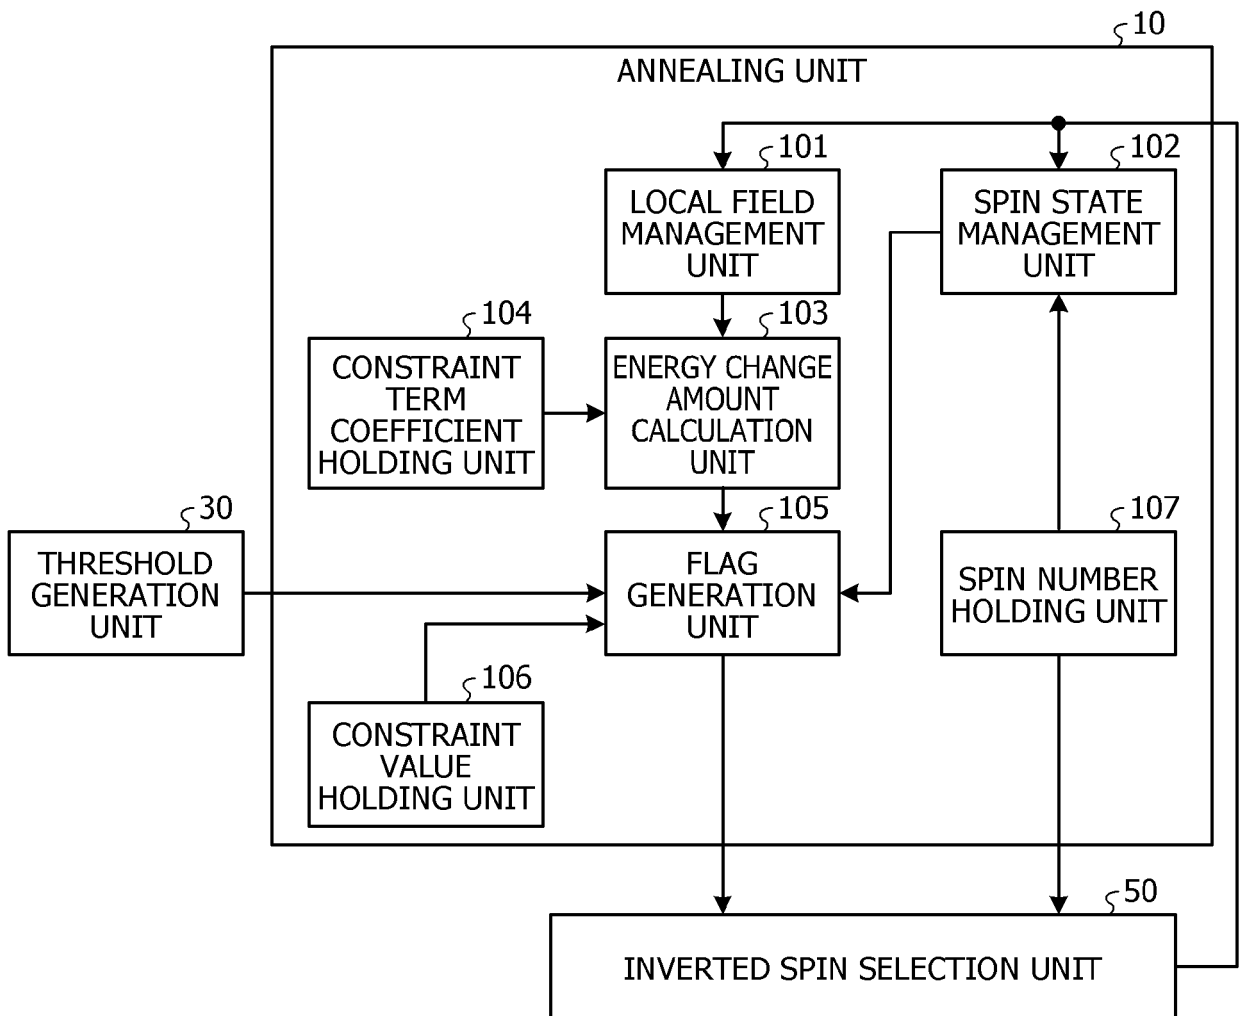 10
ANNEALING UNIT
101
LOCAL FIELD
MANAGEMENT
UNIT
102
SPIN STATE
MANAGEMENT
UNIT
104
CONSTRAINT
TERM
COEFFICIENT
HOLDING UNIT
103
ENERGY CHANGE
AMOUNT
CALCULATION
UNIT
30
THRESHOLD
GENERATION
UNIT
105
FLAG
GENERATION
UNIT
107
SPIN NUMBER
HOLDING UNIT
106
CONSTRAINT
VALUE
HOLDING UNIT
50
INVERTED SPIN SELECTION UNIT